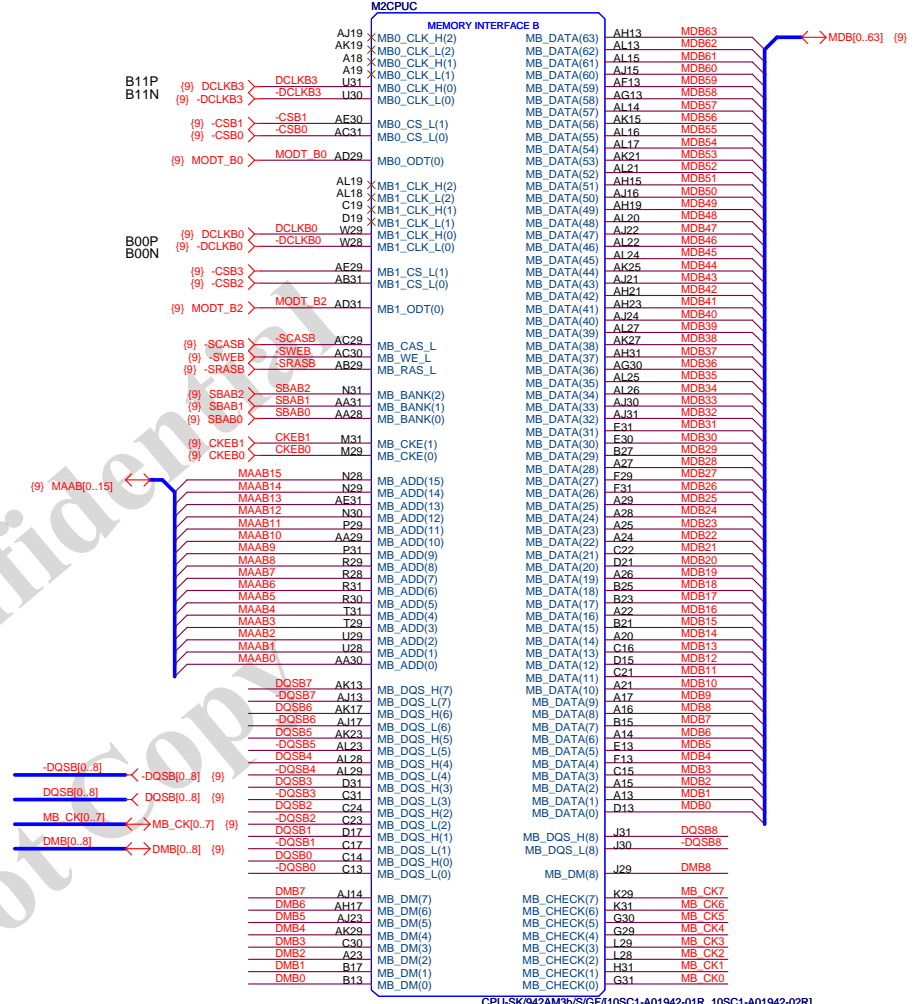 M2CPUC
MEMORY INTERFACE B
AJ19 MB0_CLK_H(2)
AK19 MB0_CLK_L(2)
A18 MB0_CLK_H(1)
A19 MB0_CLK_L(1)
B11P {9} DCLKB3 DCLKB3 U31 MB0_CLK_H(0)
B11N {9} -DCLKB3 -DCLKB3 U30 MB0_CLK_L(0)
{9} -CSB1 -CSB1 AE30 MB0_CS_L(1)
{9} -CSB0 -CSB0 AC31 MB0_CS_L(0)
{9} MODT_B0 MODT_B0 AD29 MB0_ODT(0)
AL19 MB1_CLK_H(2)
AL18 MB1_CLK_L(2)
C19 MB1_CLK_H(1)
D19 MB1_CLK_L(1)
B00P {9} DCLKB0 DCLKB0 W29 MB1_CLK_H(0)
B00N {9} -DCLKB0 -DCLKB0 W28 MB1_CLK_L(0)
{9} -CSB3 AE29 MB1_CS_L(1)
{9} -CSB2 AB31 MB1_CS_L(0)
{9} MODT_B2 MODT_B2 AD31 MB1_ODT(0)
{9} -SCASB -SCASB AC29 MB_CAS_L
{9} -SWEB -SWEB AC30 MB_WE_L
{9} -SRASB -SRASB AB29 MB_RAS_L
{9} SBAB2 SBAB2 N31 MB_BANK(2)
{9} SBAB1 SBAB1 AA31 MB_BANK(1)
{9} SBAB0 SBAB0 AA28 MB_BANK(0)
{9} CKEB1 CKEB1 M31 MB_CKE(1)
{9} CKEB0 CKEB0 M29 MB_CKE(0)
{9} MAAB[0..15]
MAAB15 N28 MB_ADD(15)
MAAB14 N29 MB_ADD(14)
MAAB13 AE31 MB_ADD(13)
MAAB12 N30 MB_ADD(12)
MAAB11 P29 MB_ADD(11)
MAAB10 AA29 MB_ADD(10)
MAAB9 P31 MB_ADD(9)
MAAB8 R29 MB_ADD(8)
MAAB7 R28 MB_ADD(7)
MAAB6 R31 MB_ADD(6)
MAAB5 R30 MB_ADD(5)
MAAB4 T31 MB_ADD(4)
MAAB3 T29 MB_ADD(3)
MAAB2 U29 MB_ADD(2)
MAAB1 U28 MB_ADD(1)
MAAB0 AA30 MB_ADD(0)
DQSB7 AK13 MB_DQS_H(7)
-DQSB7 AJ13 MB_DQS_L(7)
DQSB6 AK17 MB_DQS_H(6)
-DQSB6 AJ17 MB_DQS_L(6)
DQSB5 AK23 MB_DQS_H(5)
-DQSB5 AL23 MB_DQS_L(5)
DQSB4 AL28 MB_DQS_H(4)
-DQSB4 AL29 MB_DQS_L(4)
DQSB3 D31 MB_DQS_H(3)
-DQSB3 C31 MB_DQS_L(3)
DQSB2 C24 MB_DQS_H(2)
-DQSB2 C23 MB_DQS_L(2)
DQSB1 D17 MB_DQS_H(1)
-DQSB1 C17 MB_DQS_L(1)
DQSB0 C14 MB_DQS_H(0)
-DQSB0 C13 MB_DQS_L(0)
-DQSB[0..8] -DQSB[0..8] {9}
DQSB[0..8] DQSB[0..8] {9}
MB_CK[0..7] MB_CK[0..7] {9}
DMB[0..8] DMB[0..8] {9}
DMB7 AJ14 MB_DM(7)
DMB6 AH17 MB_DM(6)
DMB5 AJ23 MB_DM(5)
DMB4 AK29 MB_DM(4)
DMB3 C30 MB_DM(3)
DMB2 A23 MB_DM(2)
DMB1 B17 MB_DM(1)
DMB0 B13 MB_DM(0)
MB_DATA(63) AH13 MDB63
MB_DATA(62) AL13 MDB62
MB_DATA(61) AL15 MDB61
MB_DATA(60) AJ15 MDB60
MB_DATA(59) AF13 MDB59
MB_DATA(58) AG13 MDB58
MB_DATA(57) AL14 MDB57
MB_DATA(56) AK15 MDB56
MB_DATA(55) AL16 MDB55
MB_DATA(54) AL17 MDB54
MB_DATA(53) AK21 MDB53
MB_DATA(52) AL21 MDB52
MB_DATA(51) AH15 MDB51
MB_DATA(50) AJ16 MDB50
MB_DATA(49) AH19 MDB49
MB_DATA(48) AL20 MDB48
MB_DATA(47) AJ22 MDB47
MB_DATA(46) AL22 MDB46
MB_DATA(45) AL24 MDB45
MB_DATA(44) AK25 MDB44
MB_DATA(43) AJ21 MDB43
MB_DATA(42) AH21 MDB42
MB_DATA(41) AH23 MDB41
MB_DATA(40) AJ24 MDB40
MB_DATA(39) AL27 MDB39
MB_DATA(38) AK27 MDB38
MB_DATA(37) AH31 MDB37
MB_DATA(36) AG30 MDB36
MB_DATA(35) AL25 MDB35
MB_DATA(34) AL26 MDB34
MB_DATA(33) AJ30 MDB33
MB_DATA(32) AJ31 MDB32
MB_DATA(31) E31 MDB31
MB_DATA(30) E30 MDB30
MB_DATA(29) B27 MDB29
MB_DATA(28) A27 MDB28
MB_DATA(27) F29 MDB27
MB_DATA(26) F31 MDB26
MB_DATA(25) A29 MDB25
MB_DATA(24) A28 MDB24
MB_DATA(23) A25 MDB23
MB_DATA(22) A24 MDB22
MB_DATA(21) C22 MDB21
MB_DATA(20) D21 MDB20
MB_DATA(19) A26 MDB19
MB_DATA(18) B25 MDB18
MB_DATA(17) B23 MDB17
MB_DATA(16) A22 MDB16
MB_DATA(15) B21 MDB15
MB_DATA(14) A20 MDB14
MB_DATA(13) C16 MDB13
MB_DATA(12) D15 MDB12
MB_DATA(11) C21 MDB11
MB_DATA(10) A21 MDB10
MB_DATA(9) A17 MDB9
MB_DATA(8) A16 MDB8
MB_DATA(7) B15 MDB7
MB_DATA(6) A14 MDB6
MB_DATA(5) E13 MDB5
MB_DATA(4) F13 MDB4
MB_DATA(3) C15 MDB3
MB_DATA(2) A15 MDB2
MB_DATA(1) A13 MDB1
MB_DATA(0) D13 MDB0
MDB[0..63] {9}
MB_DQS_H(8) J31 DQSB8
MB_DQS_L(8) J30 -DQSB8
MB_DM(8) J29 DMB8
MB_CHECK(7) K29 MB_CK7
MB_CHECK(6) K31 MB_CK6
MB_CHECK(5) G30 MB_CK5
MB_CHECK(4) G29 MB_CK4
MB_CHECK(3) L29 MB_CK3
MB_CHECK(2) L28 MB_CK2
MB_CHECK(1) H31 MB_CK1
MB_CHECK(0) G31 MB_CK0
CPU-SK/942AM3b/S/GF/[10SC1-A01942-01R, 10SC1-A01942-02R]